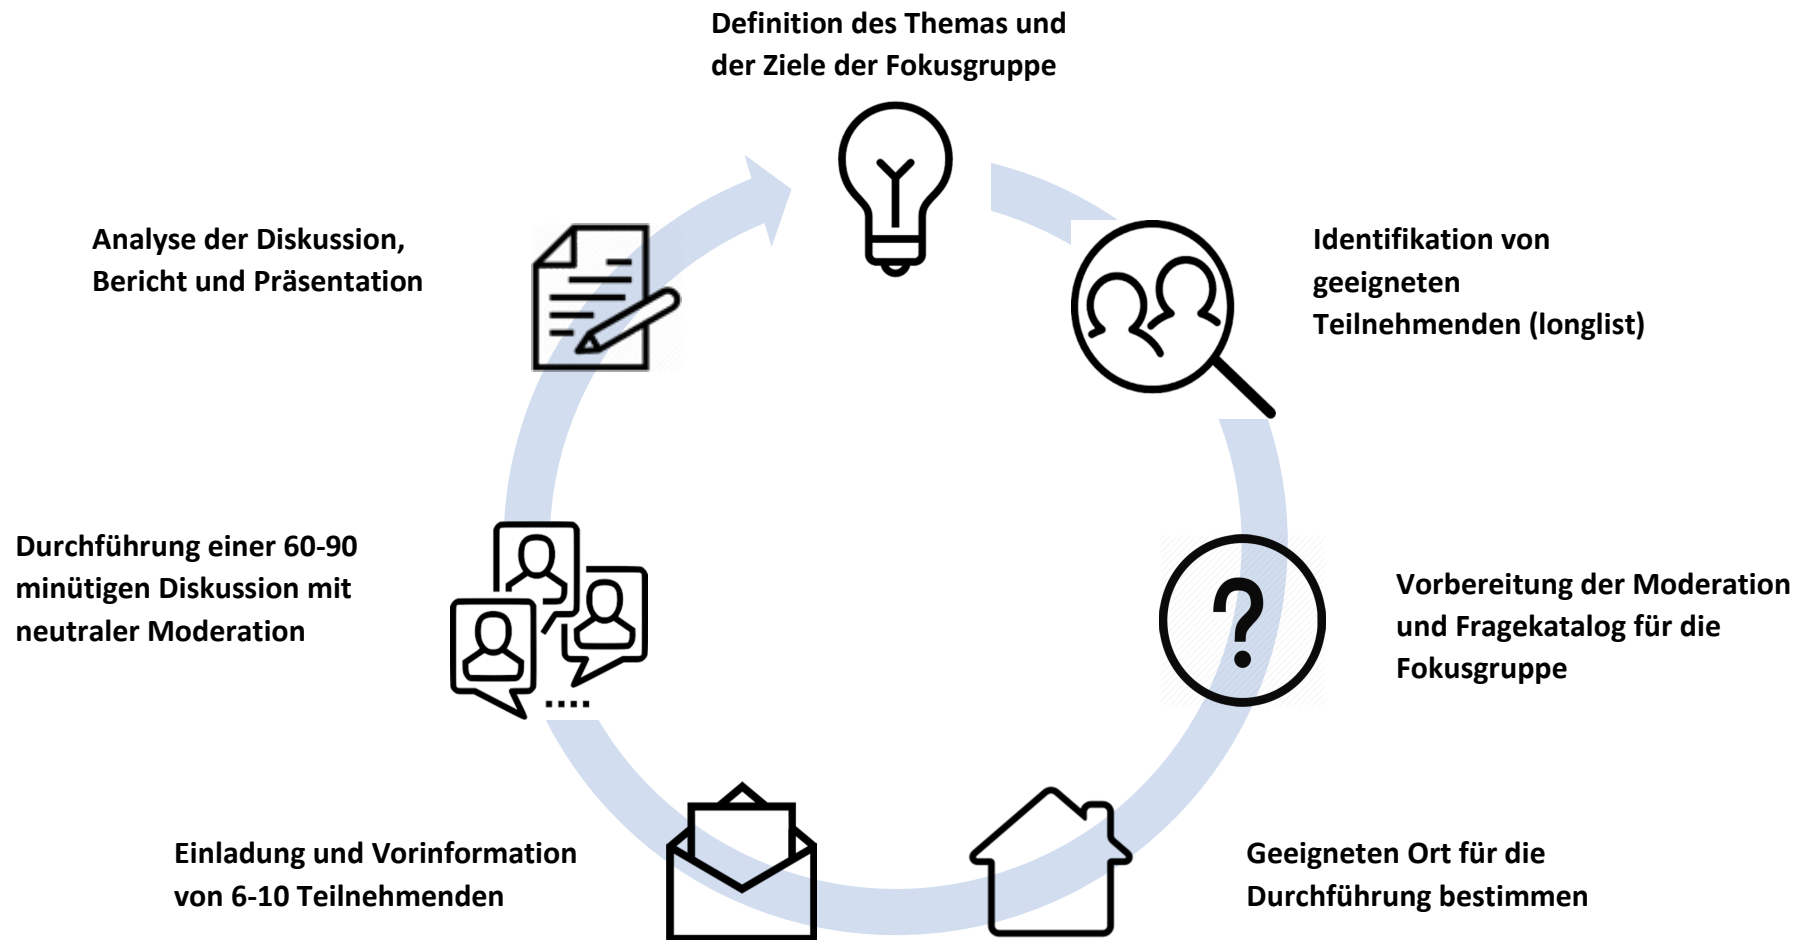 Definition des Themas und
der Ziele der Fokusgruppe
Identifikation von
geeigneten
Teilnehmenden (longlist)
Vorbereitung der Moderation
und Fragekatalog für die
Fokusgruppe
?
Geeigneten Ort für die
Durchführung bestimmen
Einladung und Vorinformation
von 6-10 Teilnehmenden
Durchführung einer 60-90
minütigen Diskussion mit
neutraler Moderation
Analyse der Diskussion,
Bericht und Präsentation